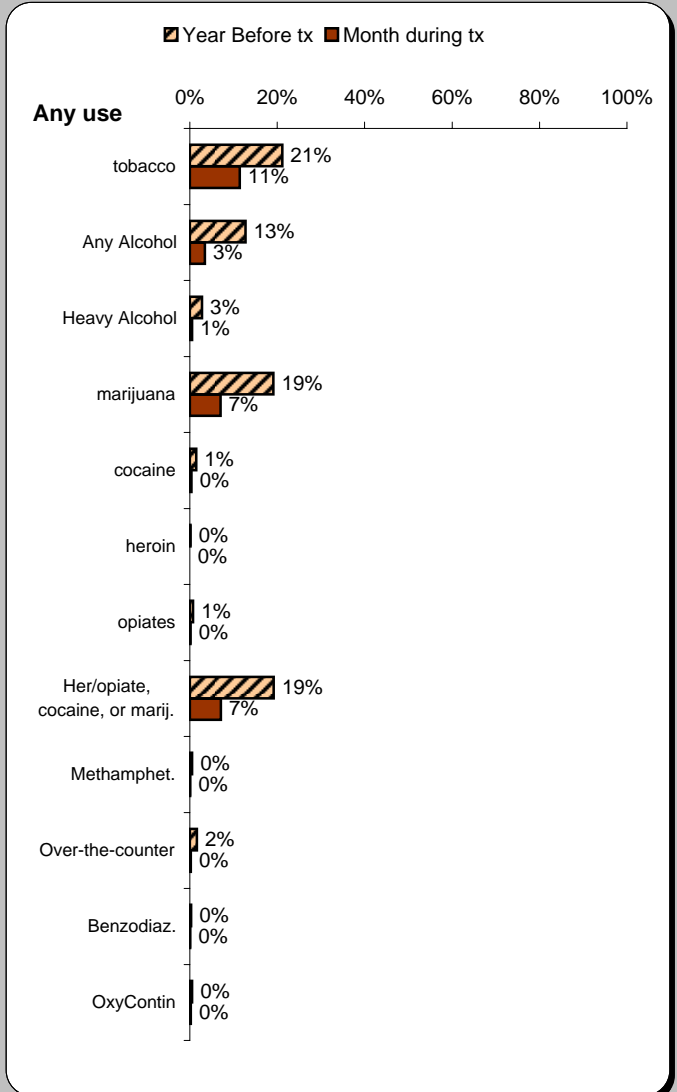 Year Before tx Month during tx
0% 20% 40% 60% 80% 100%
Any use
tobacco 21%
11%
Any Alcohol 13%
3%
Heavy Alcohol 3%
1%
marijuana 19%
7%
cocaine 1%
0%
heroin 0%
0%
opiates 1%
0%
Her/opiate, 19%
cocaine, or marij. 7%
Methamphet. 0%
0%
Over-the-counter 2%
0%
Benzodiaz. 0%
0%
OxyContin 0%
0%